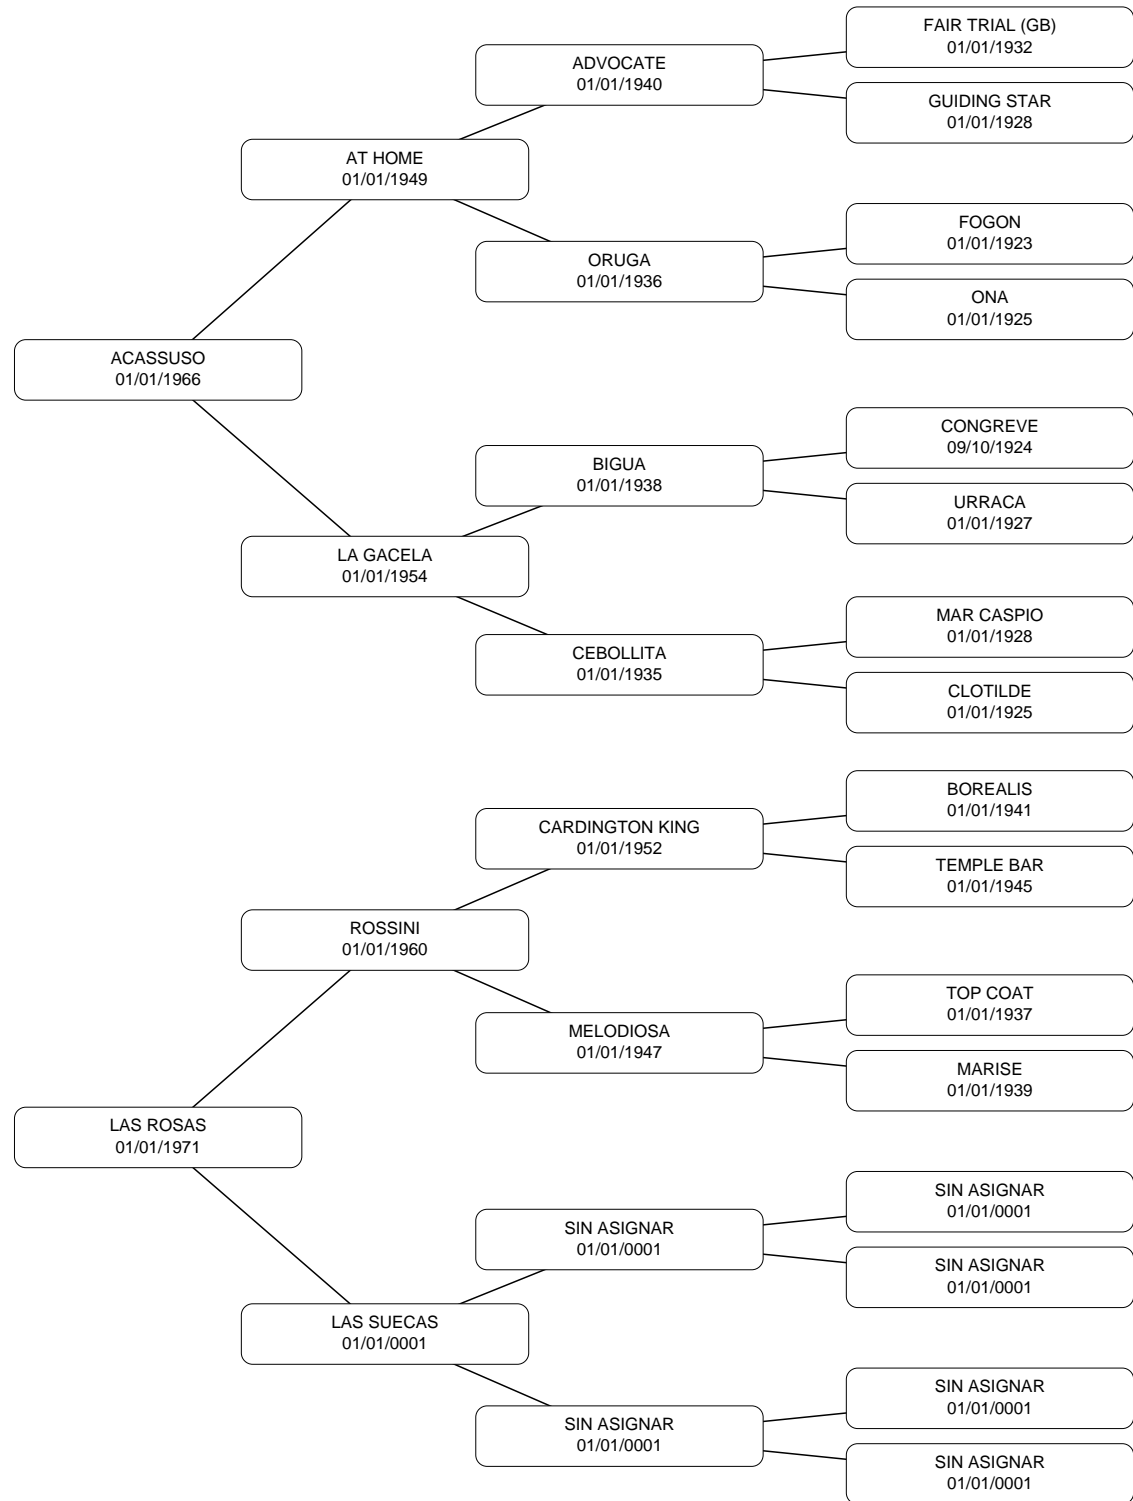 FAIR TRIAL (GB)
01/01/1932
ADVOCATE
01/01/1940
GUIDING STAR
01/01/1928
AT HOME
01/01/1949
FOGON
01/01/1923
ORUGA
01/01/1936
ONA
01/01/1925
ACASSUSO
01/01/1966
CONGREVE
09/10/1924
BIGUA
01/01/1938
URRACA
01/01/1927
LA GACELA
01/01/1954
MAR CASPIO
01/01/1928
CEBOLLITA
01/01/1935
CLOTILDE
01/01/1925
BOREALIS
01/01/1941
CARDINGTON KING
01/01/1952
TEMPLE BAR
01/01/1945
ROSSINI
01/01/1960
TOP COAT
01/01/1937
MELODIOSA
01/01/1947
MARISE
01/01/1939
LAS ROSAS
01/01/1971
SIN ASIGNAR
01/01/0001
SIN ASIGNAR
01/01/0001
SIN ASIGNAR
01/01/0001
LAS SUECAS
01/01/0001
SIN ASIGNAR
01/01/0001
SIN ASIGNAR
01/01/0001
SIN ASIGNAR
01/01/0001